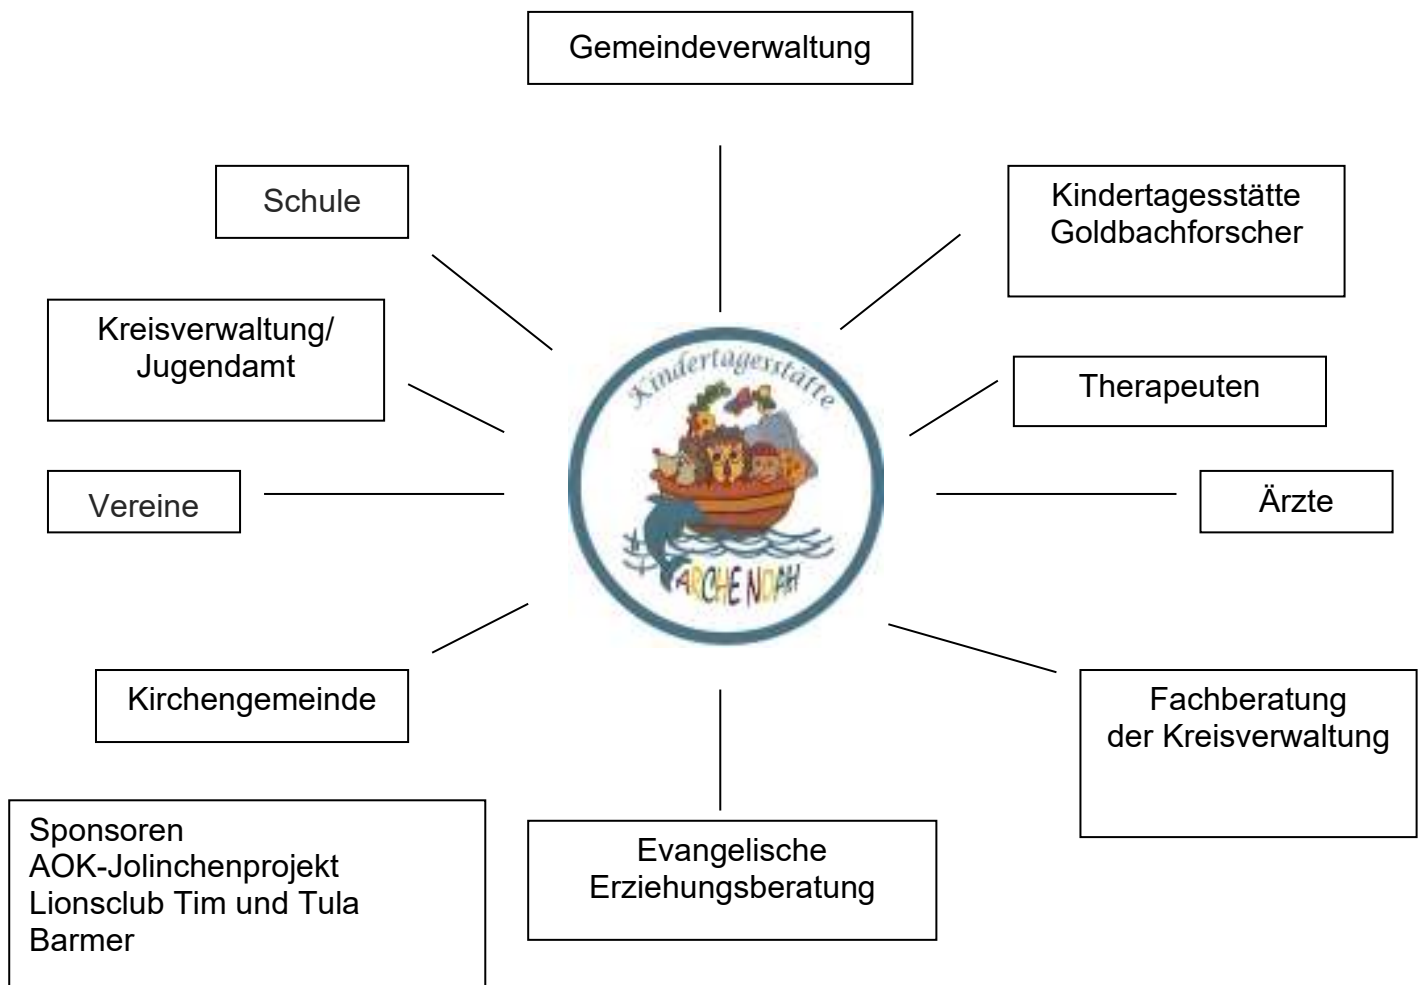 Gemeindeverwaltung
Schule
Kindertagesstätte
Goldbachforscher
Kreisverwaltung/
Jugendamt
Kindertagesstätte
ARCHE NOAH
Therapeuten
Vereine
Ärzte
Kirchengemeinde
Fachberatung
der Kreisverwaltung
Sponsoren
AOK-Jolinchenprojekt
Lionsclub Tim und Tula
Barmer
Evangelische
Erziehungsberatung